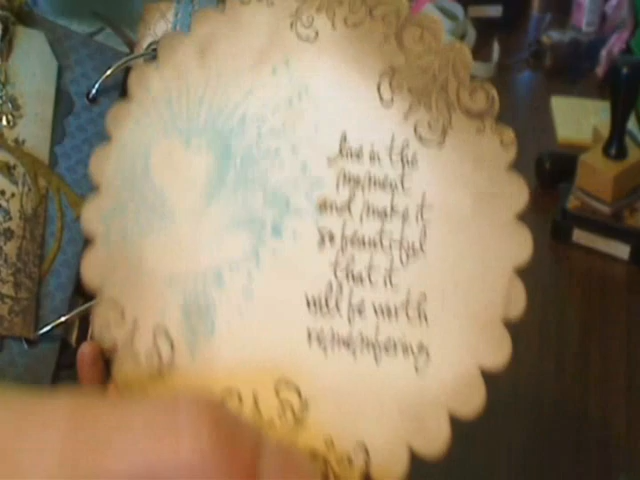 live in the
moment
and make it
so beautiful
that it
will be worth
remembering